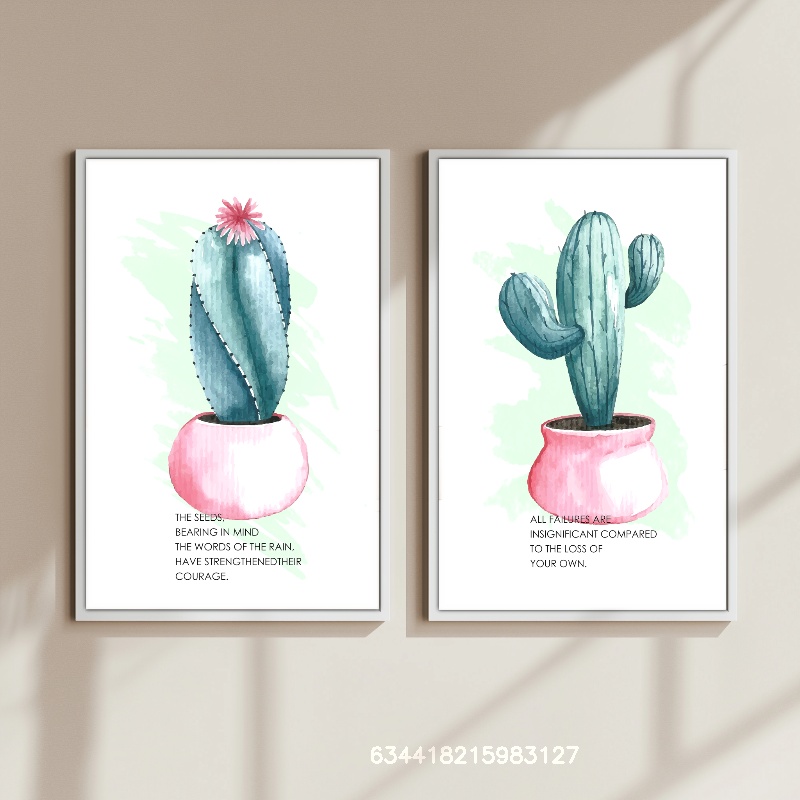 THE SEEDS,
BEARING IN MIND
THE WORDS OF THE RAIN,
HAVE STRENGTHENEDTHEIR
COURAGE.
ALL FAILURES ARE
INSIGNIFICANT COMPARED
TO THE LOSS OF
YOUR OWN.
634418215983127